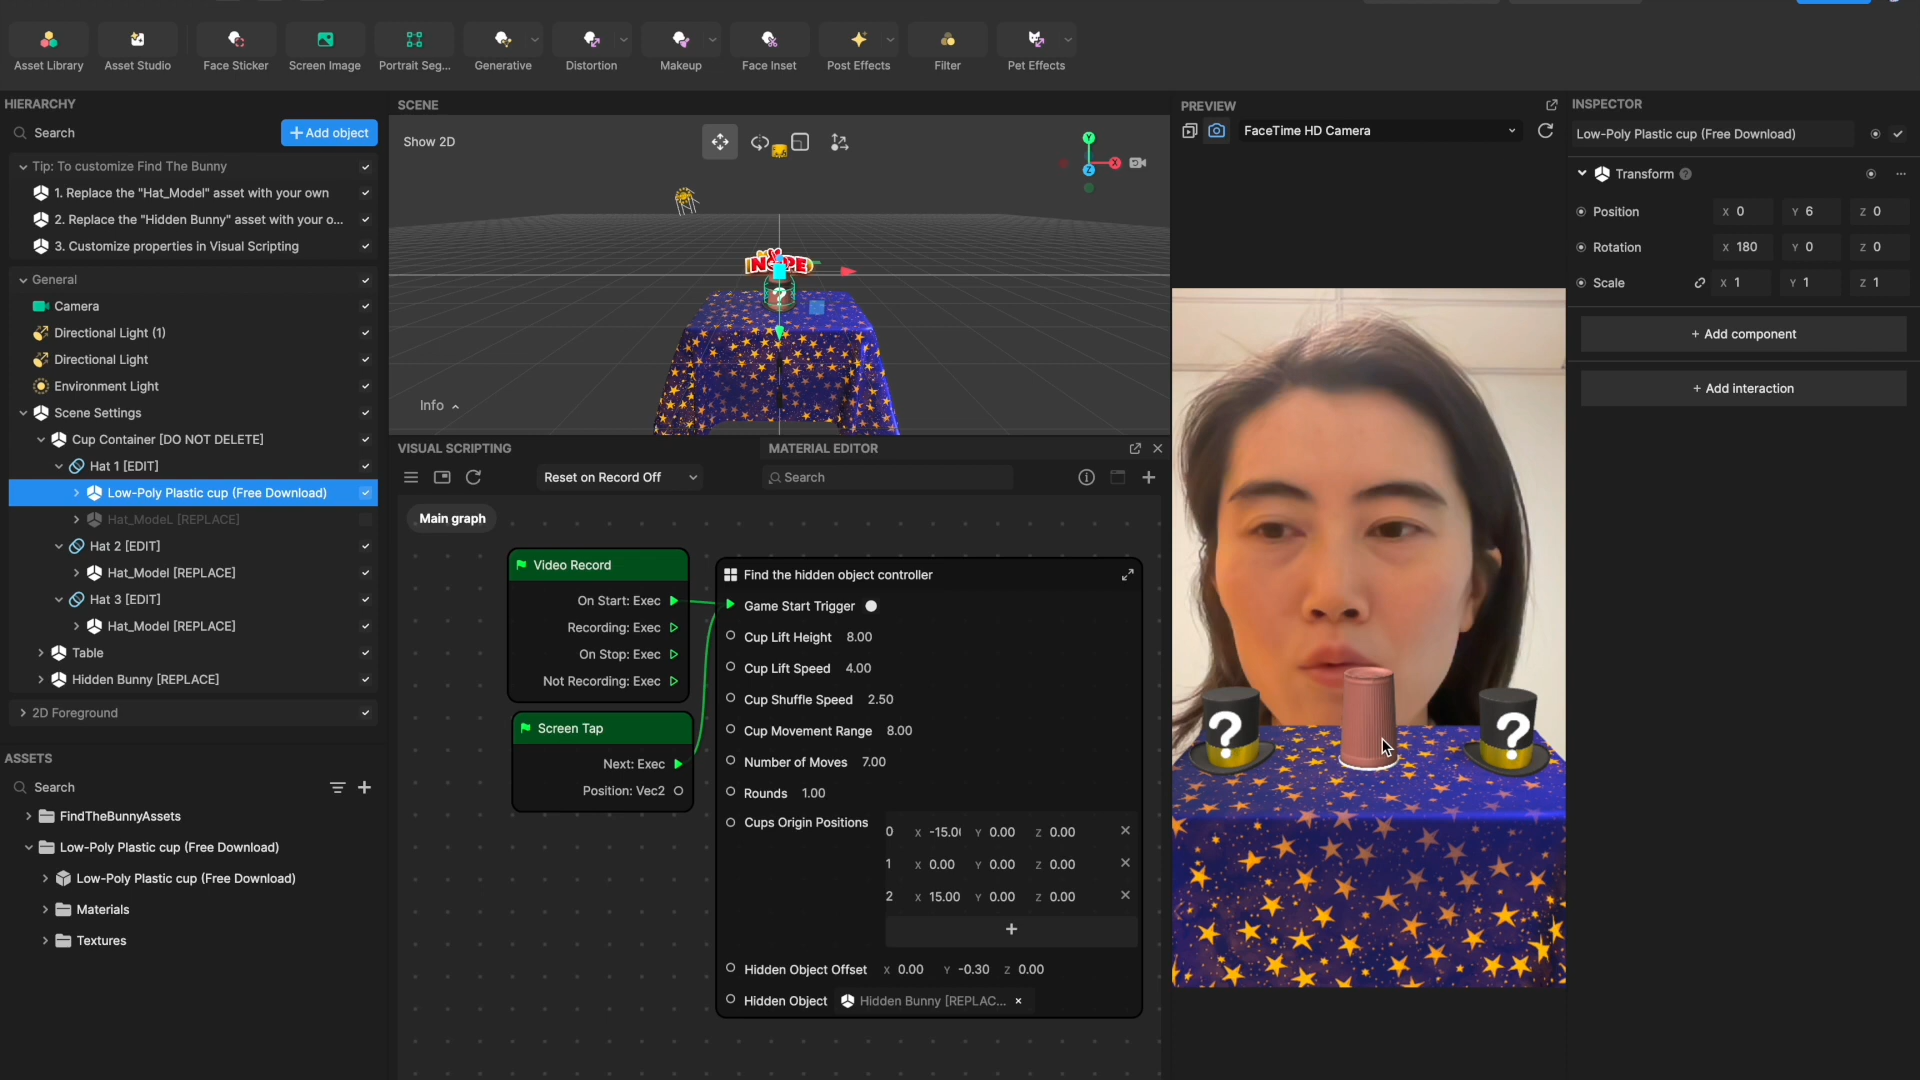 Asset Library
Asset Studio
Face Sticker
Screen Image
Portrait Seg...
Generative
Distortion
Makeup
Face Inset
Post Effects
Filter
Pet Effects
HIERARCHY
Search
Add object
Tip: To customize Find The Bunny
1. Replace the "Hat_Model" asset with your own
2. Replace the "Hidden Bunny" asset with your o...
3. Customize properties in Visual Scripting
General
Camera
Directional Light (1)
Directional Light
Environment Light
Scene Settings
Cup Container [DO NOT DELETE]
Hat 1 [EDIT]
Low-Poly Plastic cup (Free Download)
Hat_ModeL [REPLACE]
Hat 2 [EDIT]
Hat_Model [REPLACE]
Hat 3 [EDIT]
Hat_Model [REPLACE]
Table
Hidden Bunny [REPLACE]
2D Foreground
ASSETS
Search
FindTheBunnyAssets
Low-Poly Plastic cup (Free Download)
Low-Poly Plastic cup (Free Download)
Materials
Textures
SCENE
Show 2D
Y
X
Z
NOPE
?
Info
VISUAL SCRIPTING
MATERIAL EDITOR
Reset on Record Off
Search
Main graph
Video Record
On Start: Exec
Recording: Exec
On Stop: Exec
Not Recording: Exec
Screen Tap
Next: Exec
Position: Vec2
Find the hidden object controller
Game Start Trigger
Cup Lift Height 8.00
Cup Lift Speed 4.00
Cup Shuffle Speed 2.50
Cup Movement Range 8.00
Number of Moves 7.00
Rounds 1.00
Cups Origin Positions
0 X -15.0 Y 0.00 Z 0.00
1 X 0.00 Y 0.00 Z 0.00
2 X 15.00 Y 0.00 Z 0.00
Hidden Object Offset X 0.00 Y -0.30 Z 0.00
Hidden Object Hidden Bunny [REPLAC...
PREVIEW
FaceTime HD Camera
? ?
INSPECTOR
Low-Poly Plastic cup (Free Download)
Transform ?
Position X 0 Y 6 Z 0
Rotation X 180 Y 0 Z 0
Scale X 1 Y 1 Z 1
+ Add component
+ Add interaction